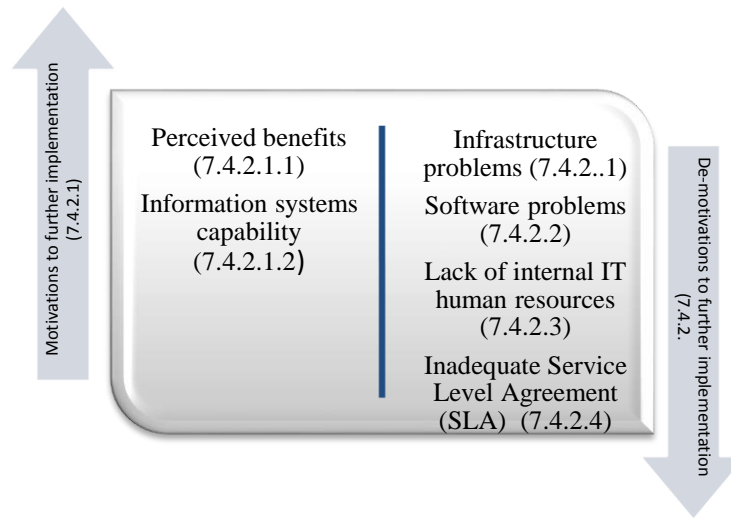 Motivations to further implementation
(7.4.2.1)
Perceived benefits
(7.4.2.1.1)
Information systems
capability
(7.4.2.1.2)
Infrastructure
problems (7.4.2..1)
Software problems
(7.4.2.2)
Lack of internal IT
human resources
(7.4.2.3)
Inadequate Service
Level Agreement
(SLA) (7.4.2.4)
De-motivations to further implementation
(7.4.2.